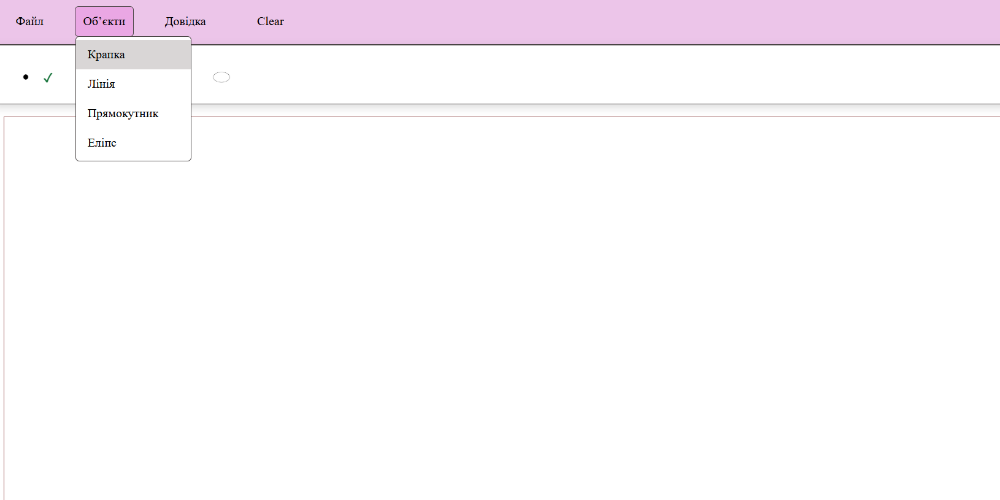 Файл Об’єкти Довідка Clear
Крапка
Лінія
Прямокутник
Еліпс